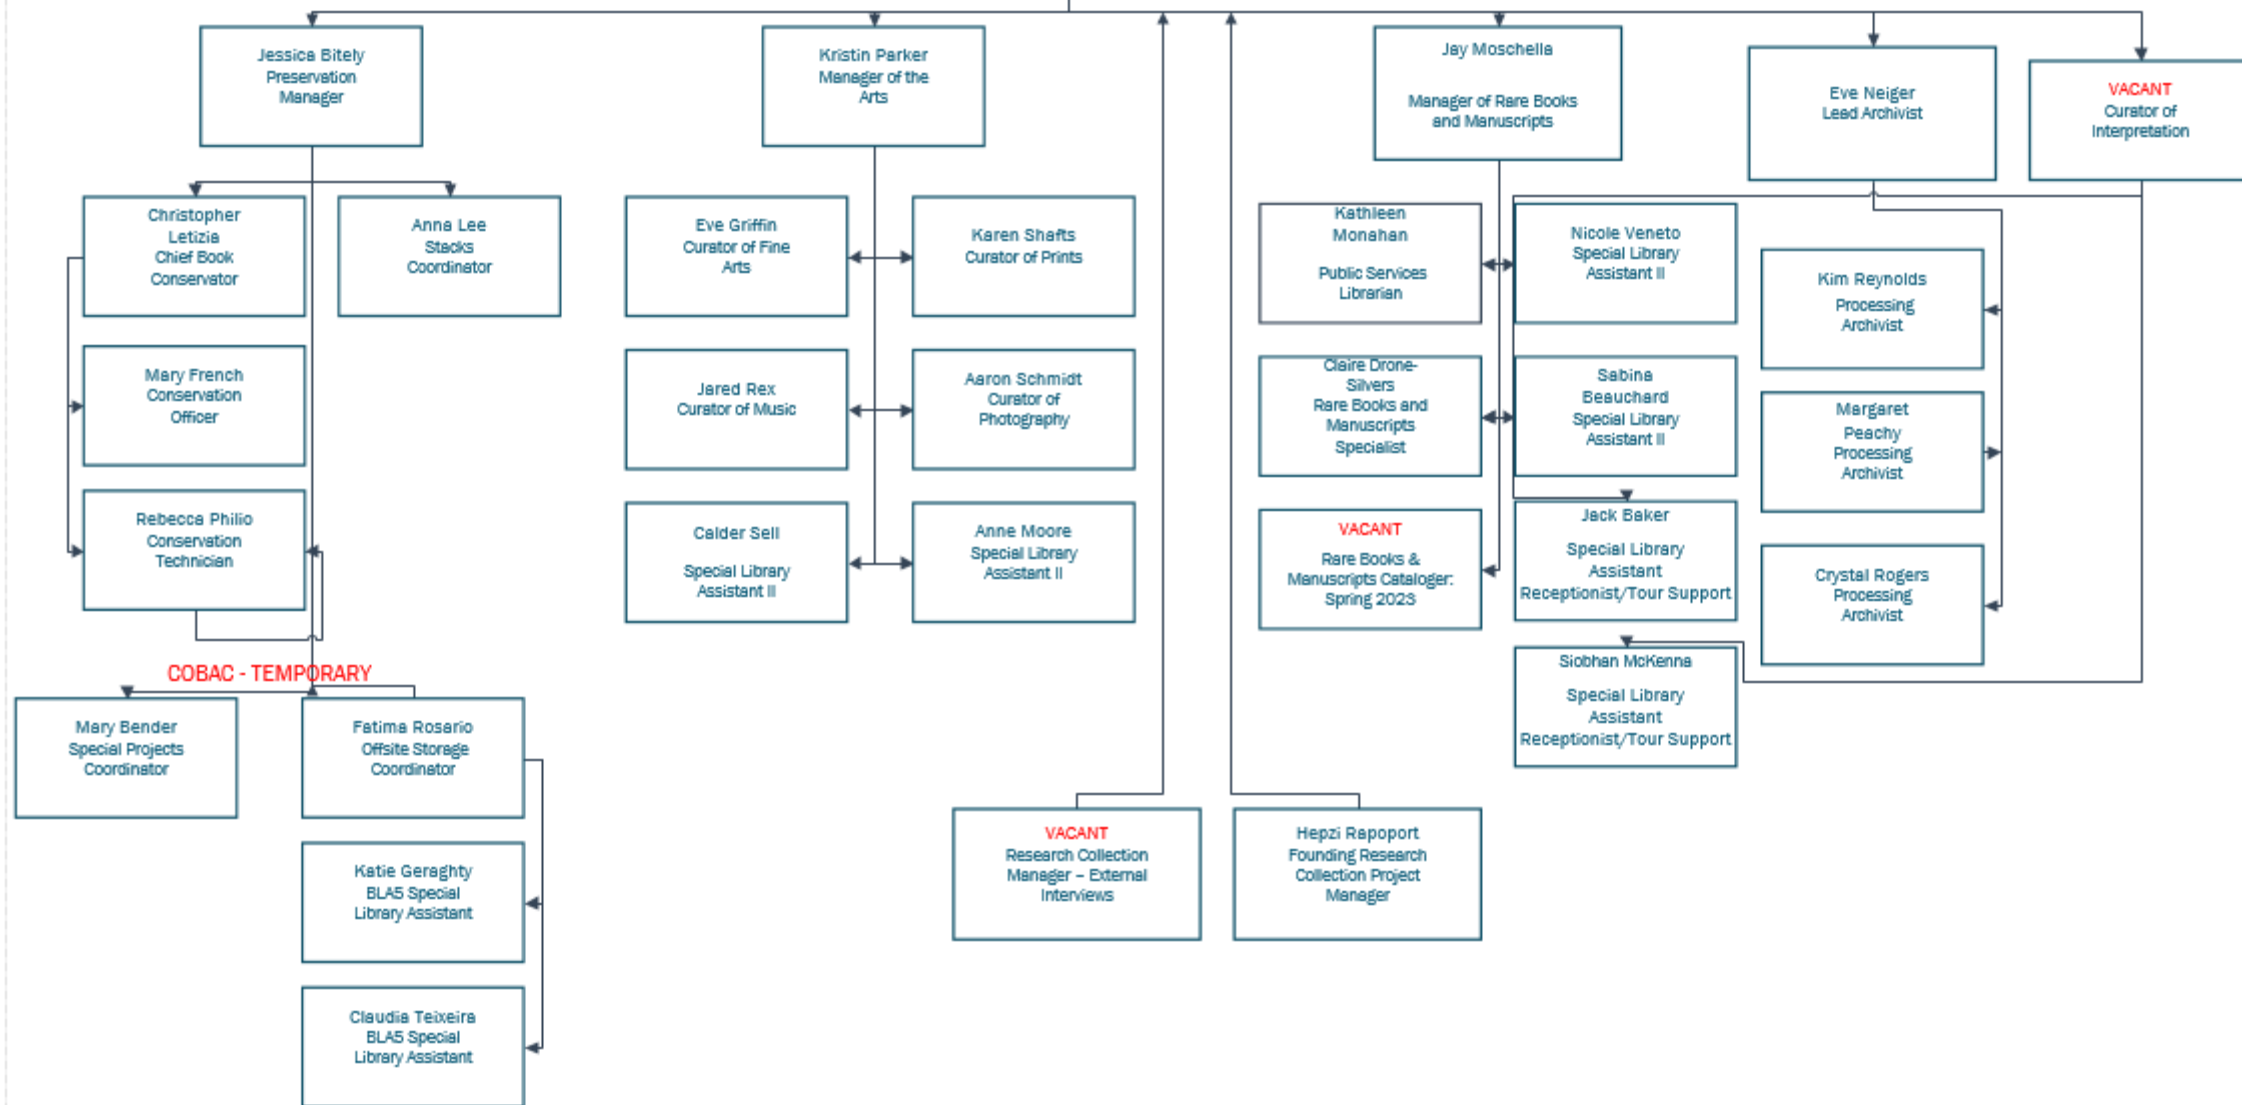 Jessica Bitely
Preservation
Manager
Kristin Parker
Manager of the
Arts
Jay Moschella
Manager of Rare Books
and Manuscripts
Eve Neiger
Lead Archivist
VACANT
Curator of
Interpretation
Christopher
Letizia
Chief Book
Conservator
Anna Lee
Stacks
Coordinator
Eve Griffin
Curator of Fine
Arts
Karen Shafts
Curator of Prints
Kathleen
Monahan
Public Services
Librarian
Nicole Veneto
Special Library
Assistant II
Kim Reynolds
Processing
Archivist
Mary French
Conservation
Officer
Jared Rex
Curator of Music
Aaron Schmidt
Curator of
Photography
Claire Drone-
Silvers
Rare Books and
Manuscripts
Specialist
Sabina
Beauchard
Special Library
Assistant II
Margaret
Peachy
Processing
Archivist
Rebecca Philio
Conservation
Technician
Calder Sell
Special Library
Assistant II
Anne Moore
Special Library
Assistant II
VACANT
Rare Books &
Manuscripts Cataloger:
Spring 2023
Jack Baker
Special Library
Assistant
Receptionist/Tour Support
Crystal Rogers
Processing
Archivist
COBAC - TEMPORARY
Siobhan McKenna
Special Library
Assistant
Receptionist/Tour Support
Mary Bender
Special Projects
Coordinator
Fatima Rosario
Offsite Storage
Coordinator
VACANT
Research Collection
Manager – External
Interviews
Hepzi Rapoport
Founding Research
Collection Project
Manager
Katie Geraghty
BLA5 Special
Library Assistant
Claudia Teixeira
BLA5 Special
Library Assistant